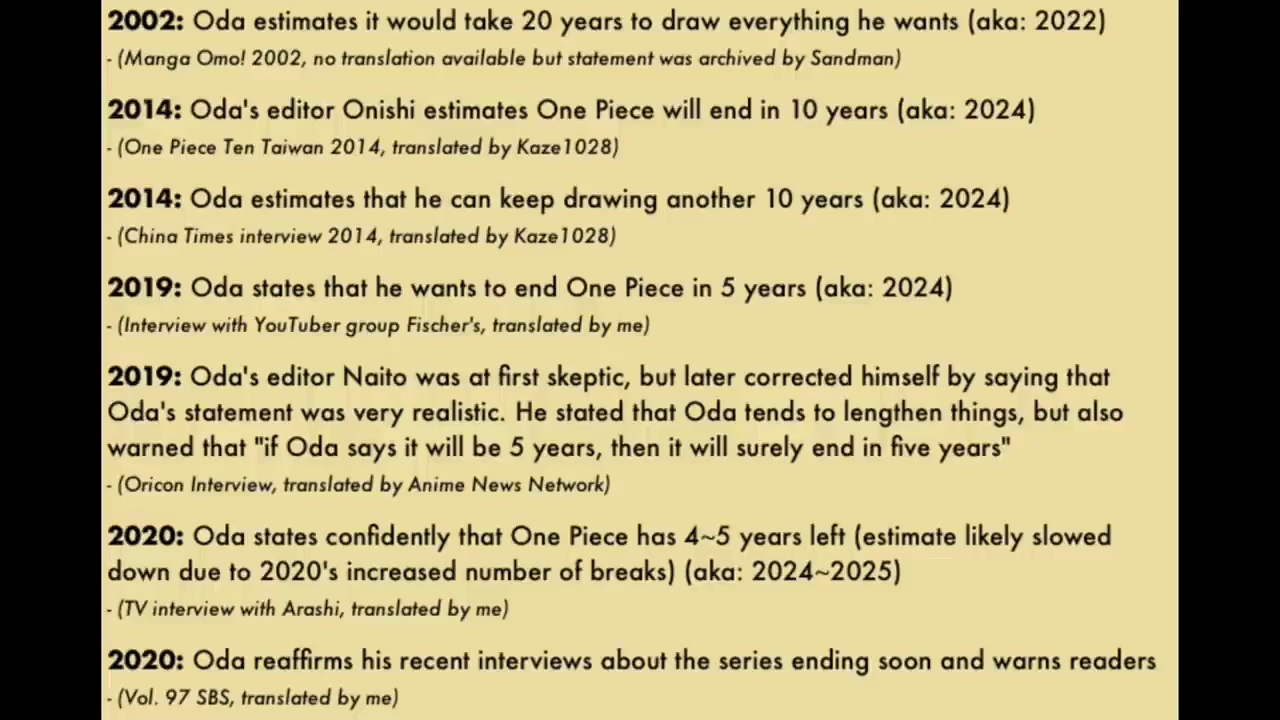 2002: Oda estimates it would take 20 years to draw everything he wants (aka: 2022)
- (Manga Omo! 2002, no translation available but statement was archived by Sandman)
2014: Oda's editor Onishi estimates One Piece will end in 10 years (aka: 2024)
- (One Piece Ten Taiwan 2014, translated by Kaze1028)
2014: Oda estimates that he can keep drawing another 10 years (aka: 2024)
- (China Times interview 2014, translated by Kaze1028)
2019: Oda states that he wants to end One Piece in 5 years (aka: 2024)
- (Interview with YouTuber group Fischer's, translated by me)
2019: Oda's editor Naito was at first skeptic, but later corrected himself by saying that
Oda's statement was very realistic. He stated that Oda tends to lengthen things, but also
warned that "if Oda says it will be 5 years, then it will surely end in five years"
- (Oricon Interview, translated by Anime News Network)
2020: Oda states confidently that One Piece has 4~5 years left (estimate likely slowed
down due to 2020's increased number of breaks) (aka: 2024~2025)
- (TV interview with Arashi, translated by me)
2020: Oda reaffirms his recent interviews about the series ending soon and warns readers
- (Vol. 97 SBS, translated by me)